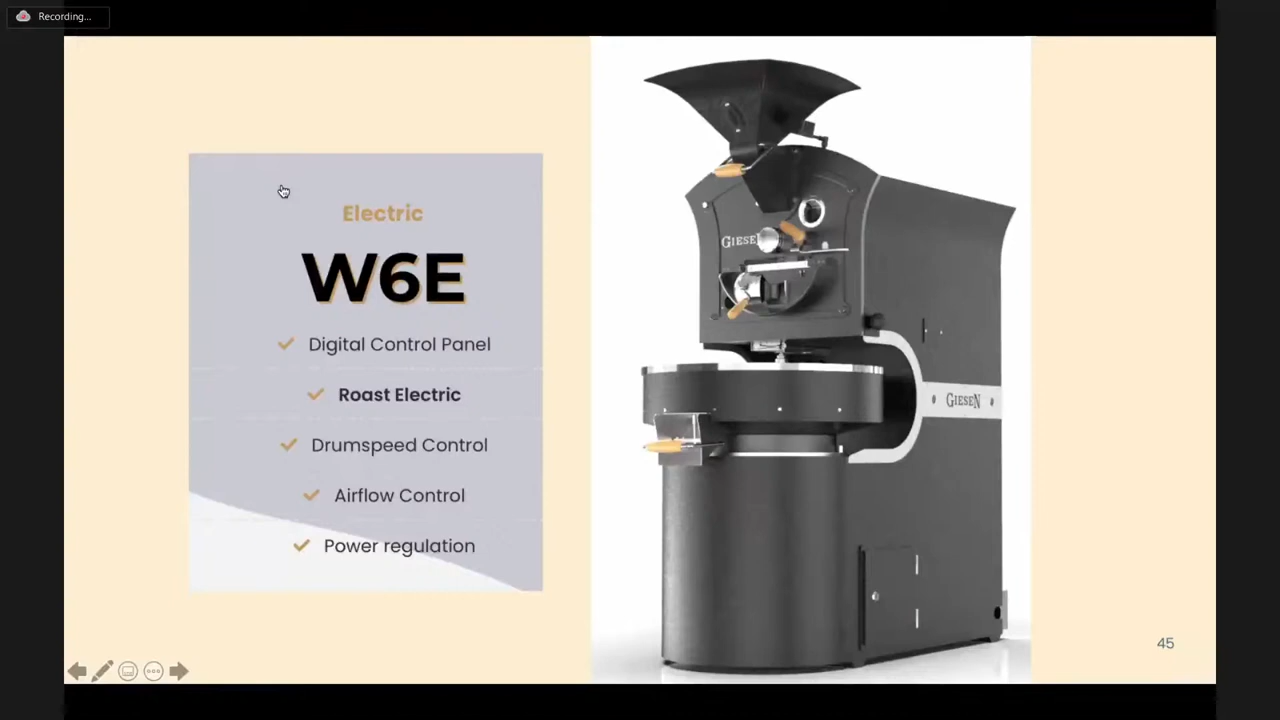 Recording...
Electric
W6E
Digital Control Panel
Roast Electric
Drumspeed Control
Airflow Control
Power regulation
GIESEN
GIESEN
45